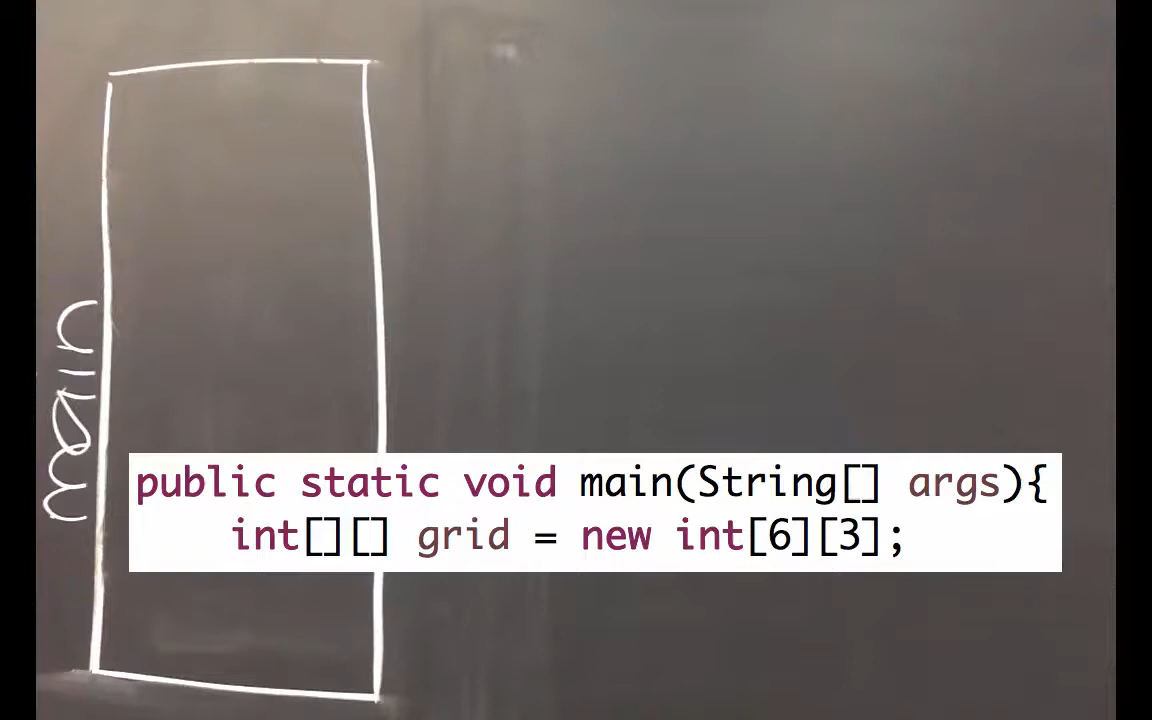 main
public static void main(String[] args){
int[][] grid = new int[6][3];